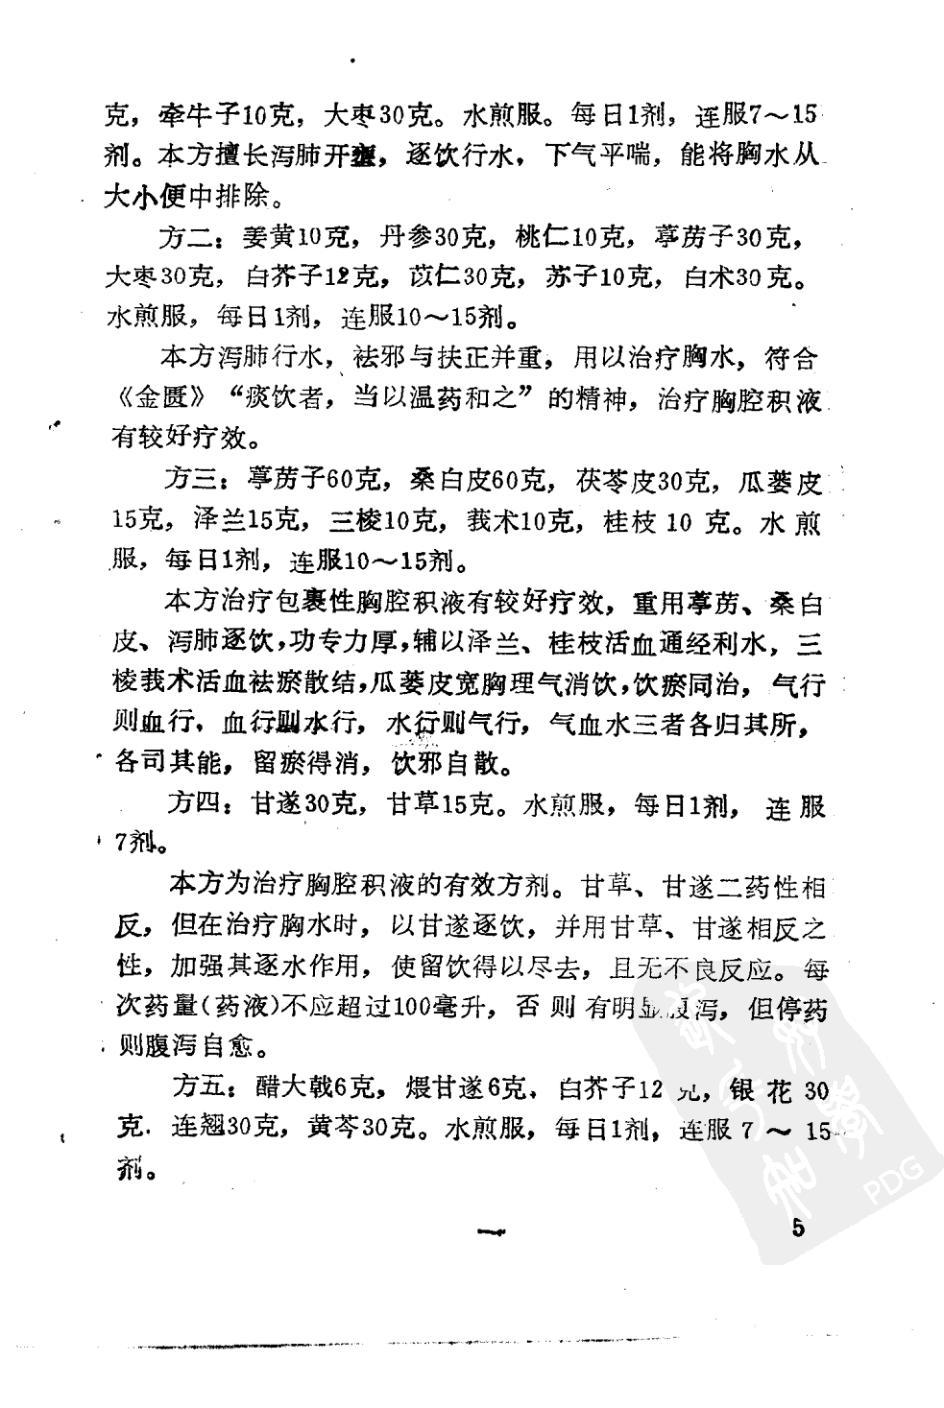 克，牵牛子10克，大枣30克。水煎服。每日1剂，连服7～15
剂。本方擅长泻肺开壅，逐饮行水，下气平喘，能将胸水从
大小便中排除。
方二：姜黄10克，丹参30克，桃仁10克，葶苈子30克，
大枣30克，白芥子12克，苡仁30克，苏子10克，白术30克。
水煎服，每日1剂，连服10～15剂。
本方泻肺行水，祛邪与扶正并重，用以治疗胸水，符合
《金匮》“痰饮者，当以温药和之”的精神，治疗胸腔积液
有较好疗效。
方三：葶苈子60克，桑白皮60克，茯苓皮30克，瓜蒌皮
15克，泽兰15克，三棱10克，莪术10克，桂枝10克。水煎
服，每日1剂，连服10～15剂。
本方治疗包裹性胸腔积液有较好疗效，重用葶苈、桑白
皮、泻肺逐饮，功专力厚，辅以泽兰、桂枝活血通经利水，三
棱莪术活血祛瘀散结，瓜蒌皮宽胸理气消饮，饮瘀同治，气行
则血行，血行则水行，水行则气行，气血水三者各归其所，
各司其能，留瘀得消，饮邪自散。
方四：甘遂30克，甘草15克。水煎服，每日1剂，连服
7剂。
本方为治疗胸腔积液的有效方剂。甘草、甘遂二药性相
反，但在治疗胸水时，以甘遂逐饮，并用甘草、甘遂相反之
性，加强其逐水作用，使留饮得以尽去，且无不良反应。每
次药量(药液)不应超过100毫升，否则有明显腹泻，但停药
则腹泻自愈。
方五：醋大戟6克，煨甘遂6克，白芥子12克，银花30
克．连翘30克，黄芩30克。水煎服，每日1剂，连服7～15
剂。
5
PDG